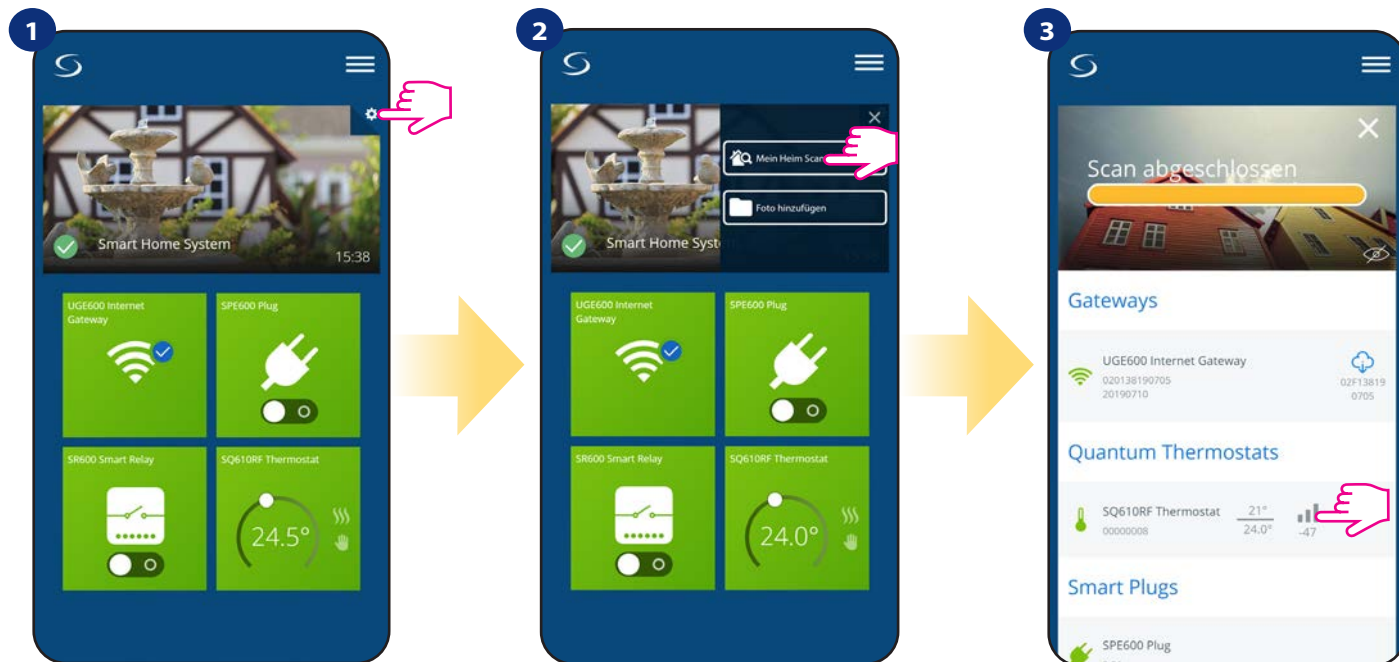 1
Smart Home System
15:38
UGE600 Internet
Gateway
SPE600 Plug
SR600 Smart Relay
SQ610RF Thermostat
24.5°
2
Mein Heim Scan
Foto hinzufügen
Smart Home Syst
UGE600 Internet
Gateway
SPE600 Plug
SR600 Smart Relay
SQ610RF Thermostat
24.0°
3
Scan abgeschlossen
Gateways
UGE600 Internet Gateway
020138190705
20190710
02F13819
0705
Quantum Thermostats
SQ610RF Thermostat
00000008
21°
24.0°
-47
Smart Plugs
SPE600 Plug